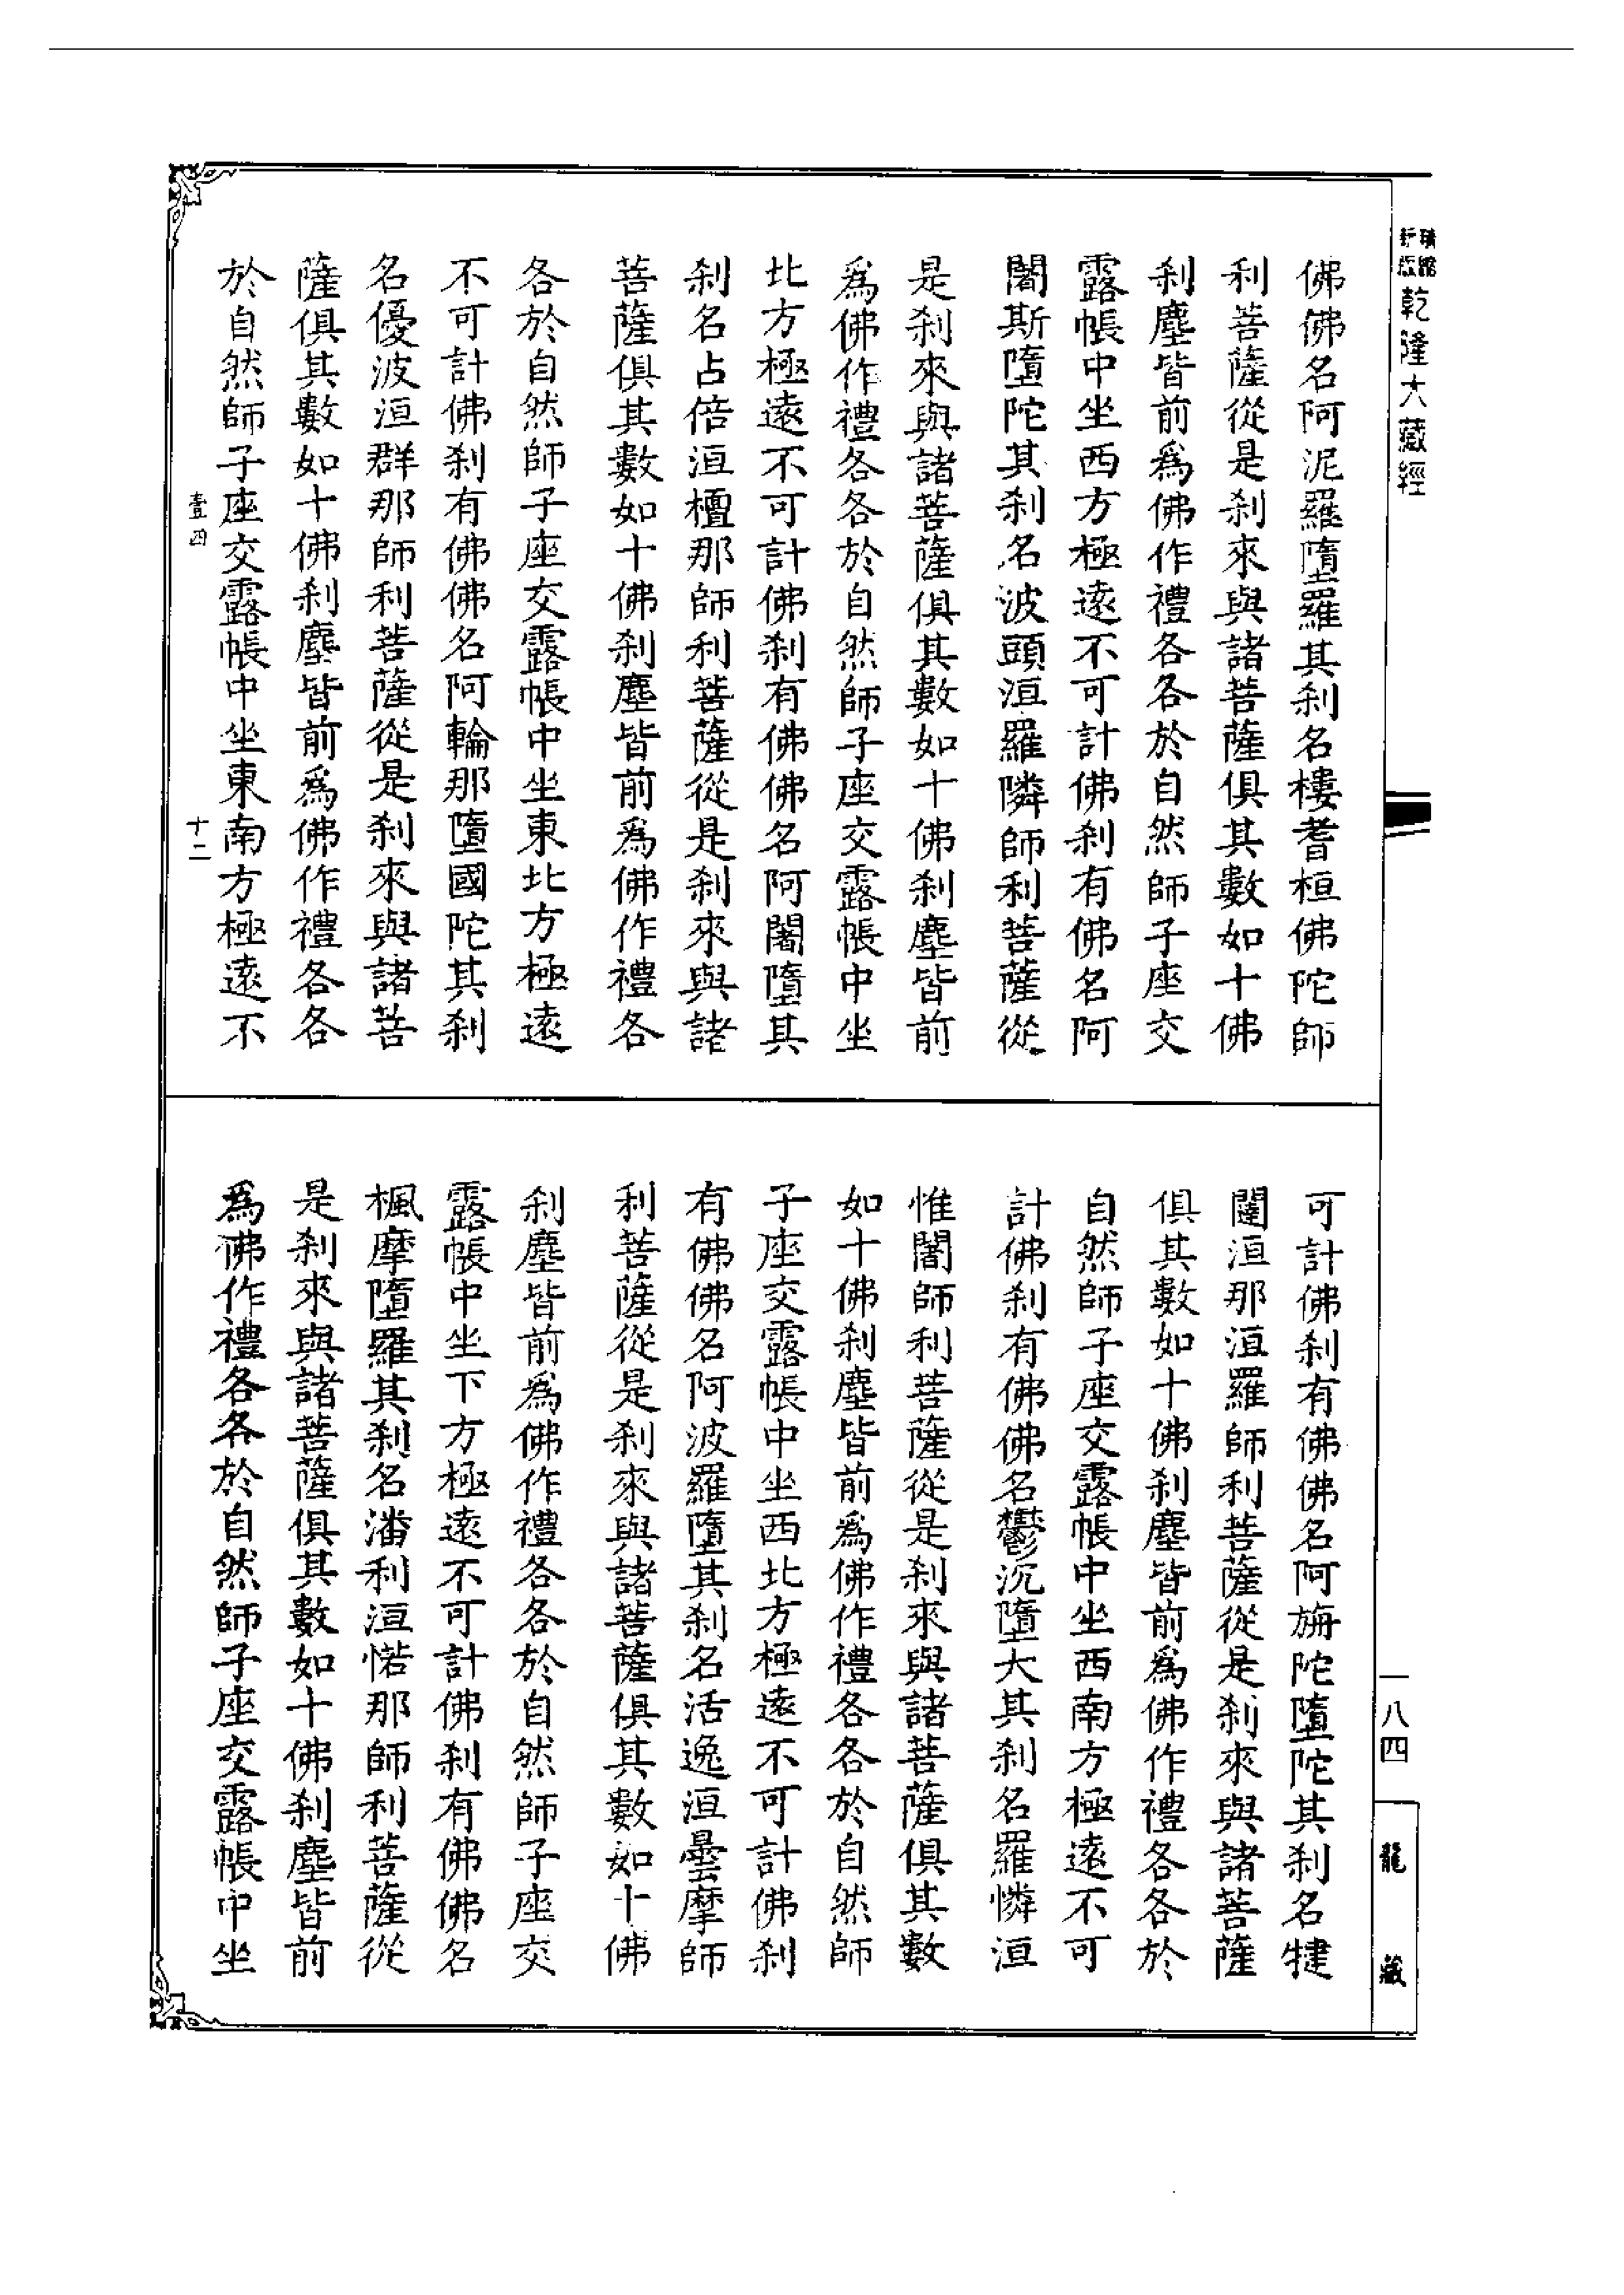 精縮新版乾隆大藏經
佛佛名阿泥羅墮羅其刹名樓耆桓佛陀師
利菩薩從是刹來與諸菩薩俱其數如十佛
刹塵皆前爲佛作禮各各於自然師子座交
露帳中坐西方極遠不可計佛刹有佛名阿
闍斯墮陀其刹名波頭洹羅隣師利菩薩從
是刹來與諸菩薩俱其數如十佛刹塵皆前
爲佛作禮各各於自然師子座交露帳中坐
北方極遠不可計佛刹有佛佛名阿闍墮其
刹名占倍洹檀那師利菩薩從是刹來與諸
菩薩俱其數如十佛刹塵皆前爲佛作禮各
各於自然師子座交露帳中坐東北方極遠
不可計佛刹有佛佛名阿輪那墮國陀其刹
名優波洹群那師利菩薩從是刹來與諸菩
薩俱其數如十佛刹塵皆前爲佛作禮各各
於自然師子座交露帳中坐東南方極遠不
壹四
十二
可計佛刹有佛佛名阿旃陀墮陀其刹名犍
闥洹那洹羅師利菩薩從是刹來與諸菩薩
俱其數如十佛刹塵皆前爲佛作禮各各於
自然師子座交露帳中坐西南方極遠不可
計佛刹有佛佛名鬱沉墮大其刹名羅憐洹
惟闍師利菩薩從是刹來與諸菩薩俱其數
如十佛刹塵皆前爲佛作禮各各於自然師
子座交露帳中坐西北方極遠不可計佛刹
有佛佛名阿波羅墮其刹名活逸洹曇摩師
利菩薩從是刹來與諸菩薩俱其數如十佛
刹塵皆前爲佛作禮各各於自然師子座交
露帳中坐下方極遠不可計佛刹有佛佛名
楓摩墮羅其刹名潘利洹惹那師利菩薩從
是刹來與諸菩薩俱其數如十佛刹塵皆前
爲佛作禮各各於自然師子座交露帳中坐
一八四
龍藏